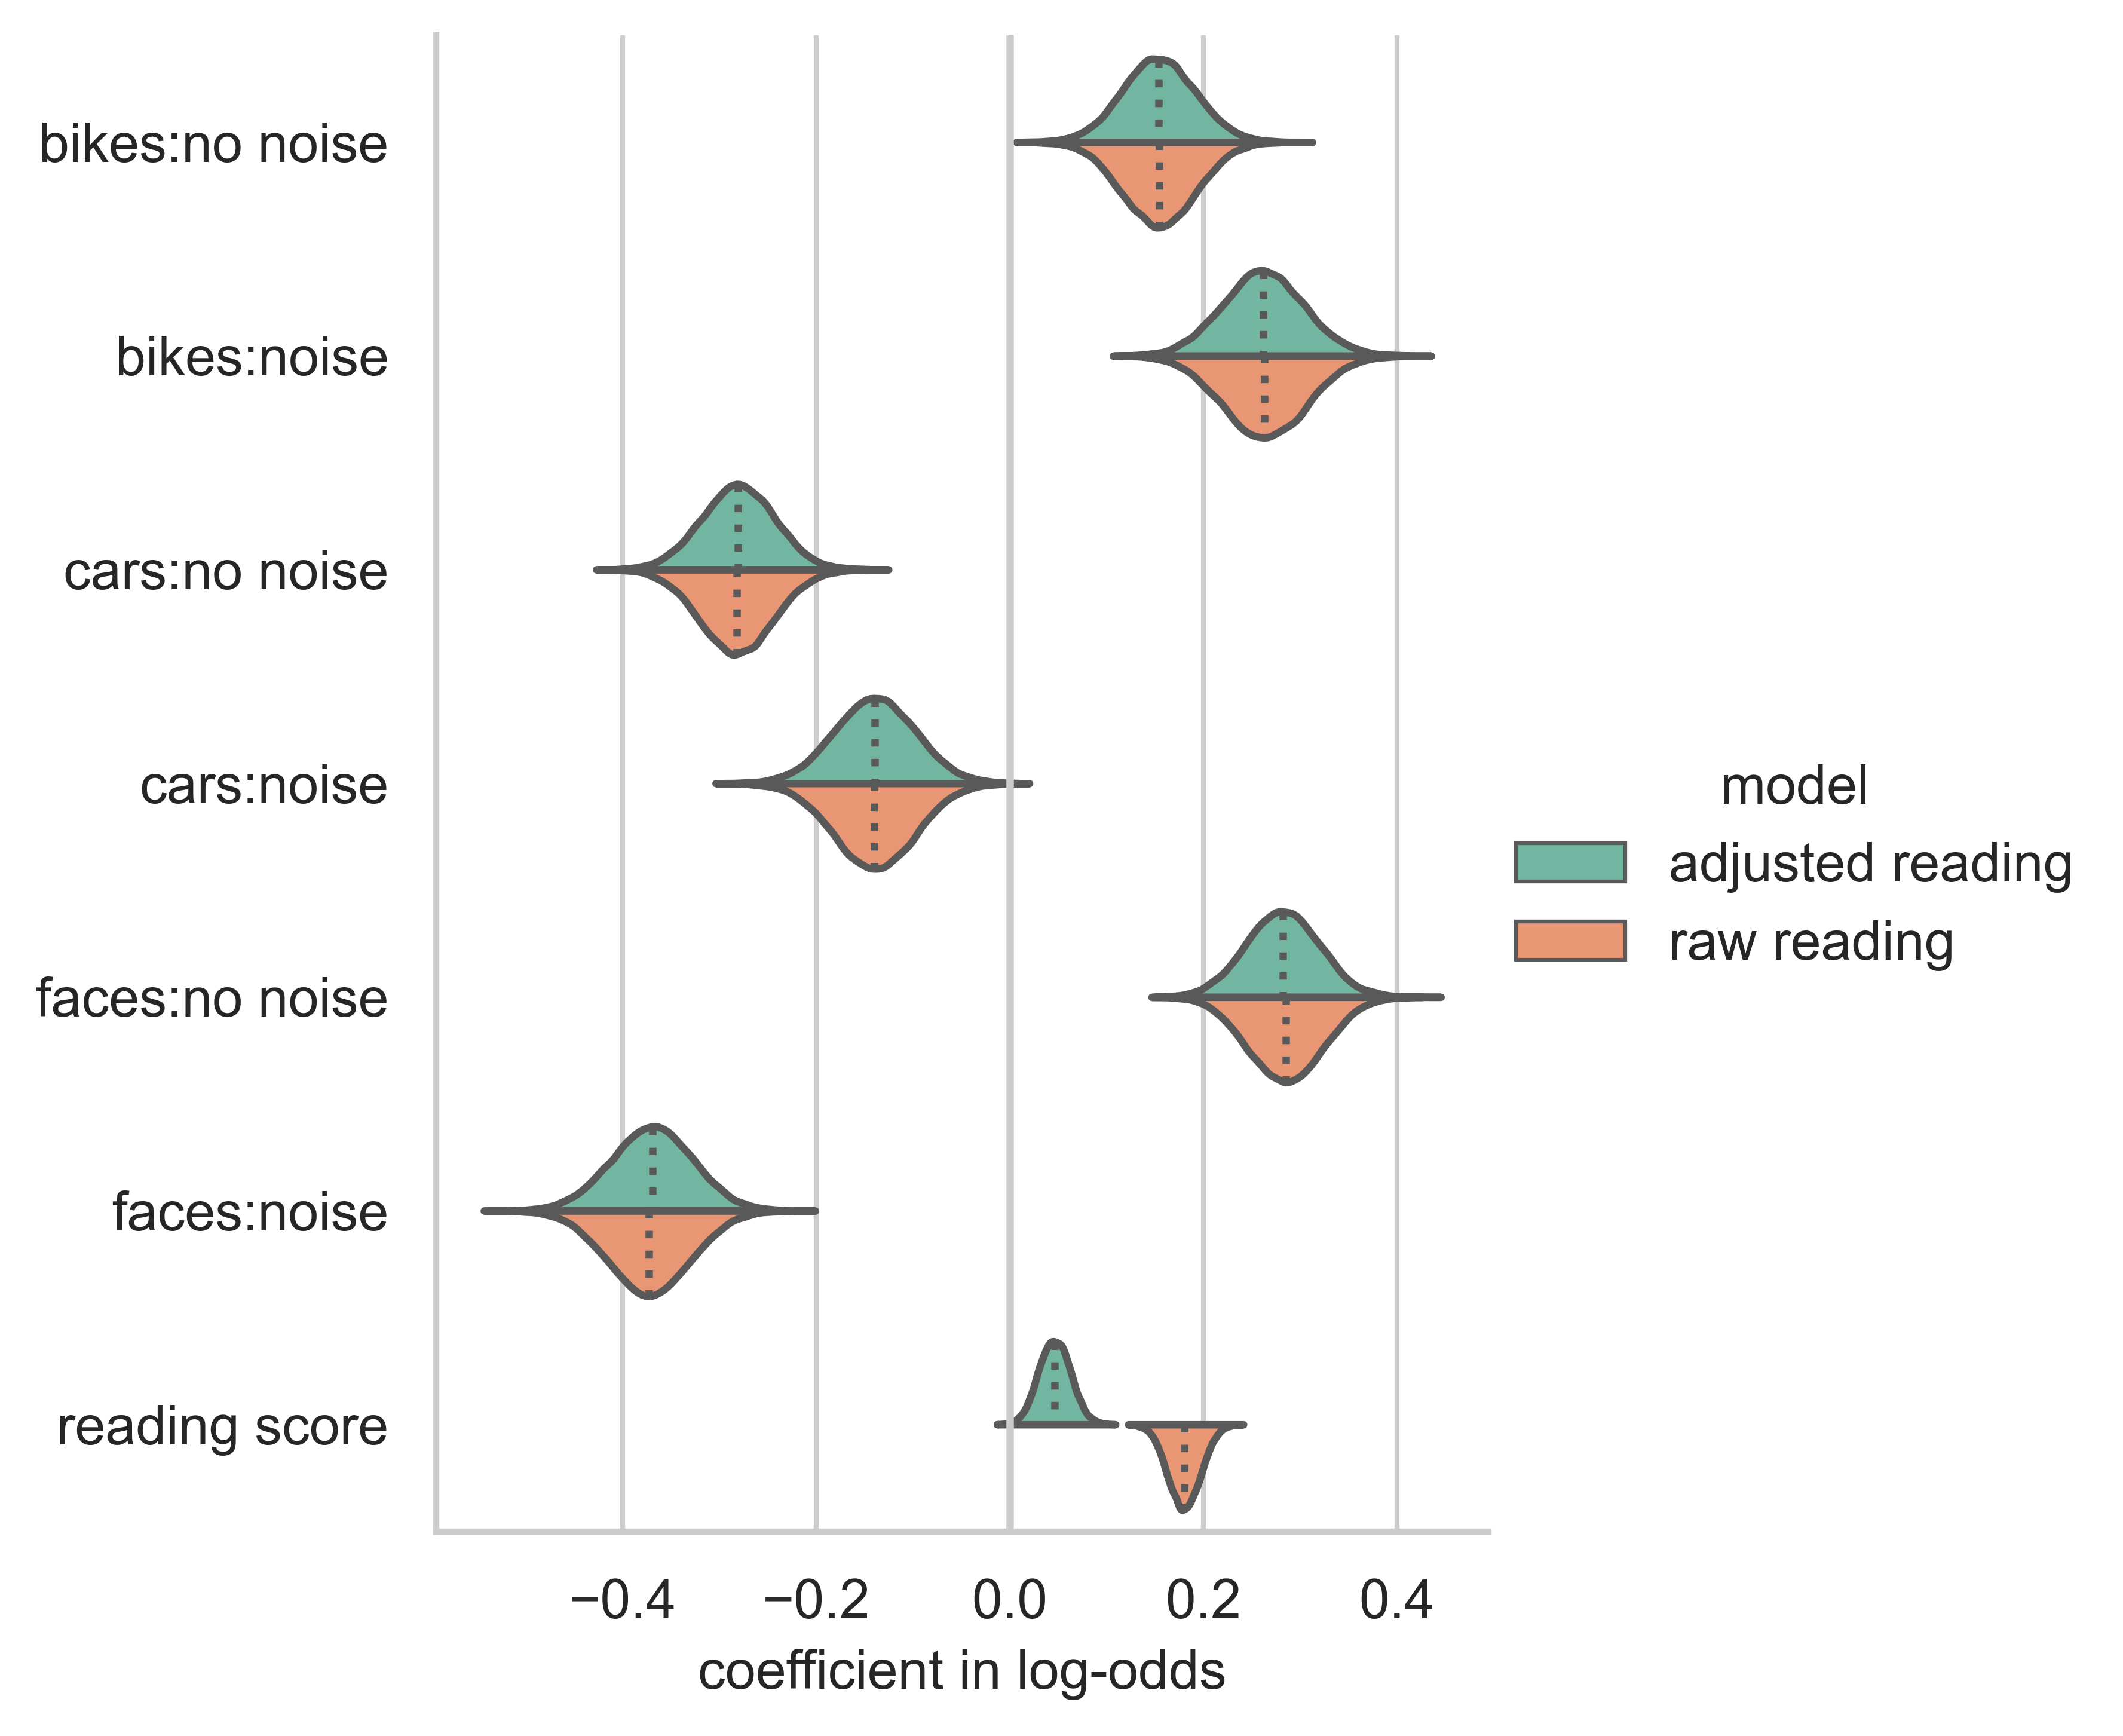 bikes:no noise
bikes:noise
cars:no noise
cars:noise
faces:no noise
faces:noise
reading score
−0.4 −0.2 0.0 0.2 0.4
coefficient in log-odds
model
adjusted reading
raw reading